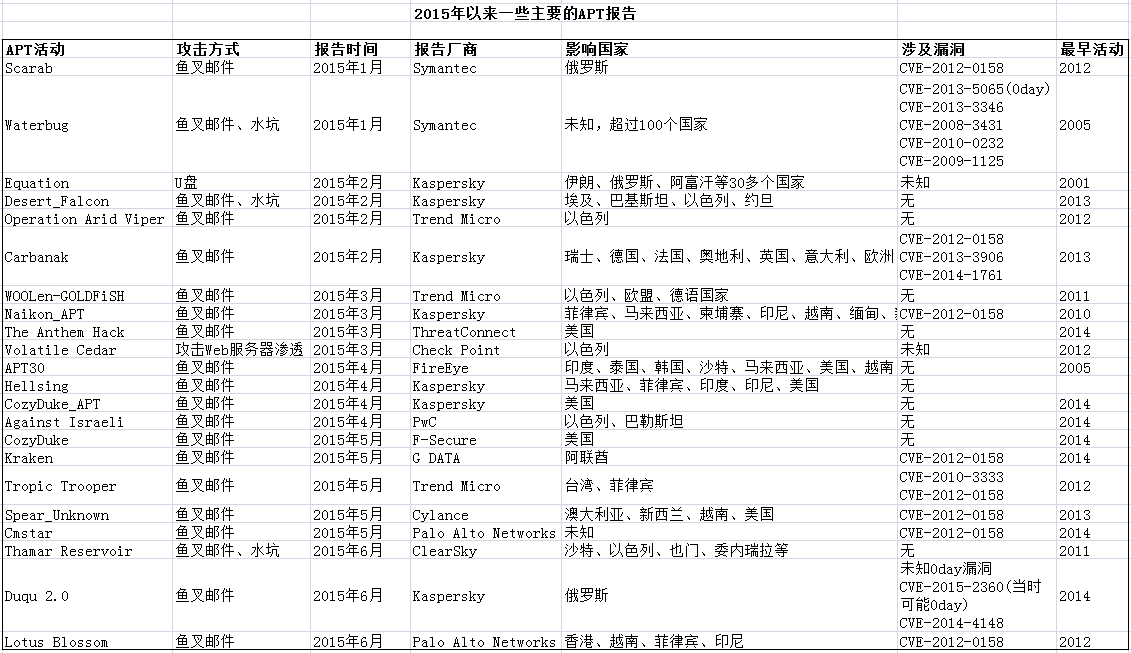 2015年以来一些主要的APT报告
APT活动 攻击方式 报告时间 报告厂商 影响国家 涉及漏洞 最早活动
Scarab 鱼叉邮件 2015年1月 Symantec 俄罗斯 CVE-2012-0158 2012
CVE-2013-5065(0day)
CVE-2013-3346
Waterbug 鱼叉邮件、水坑 2015年1月 Symantec 未知，超过100个国家 CVE-2008-3431 2005
CVE-2010-0232
CVE-2009-1125
Equation U盘 2015年2月 Kaspersky 伊朗、俄罗斯、阿富汗等30多个国家 未知 2001
Desert_Falcon 鱼叉邮件、水坑 2015年2月 Kaspersky 埃及、巴基斯坦、以色列、约旦 无 2013
Operation Arid Viper 鱼叉邮件 2015年2月 Trend Micro 以色列 无 2012
CVE-2012-0158
Carbanak 鱼叉邮件 2015年2月 Kaspersky 瑞士、德国、法国、奥地利、英国、意大利、欧洲 CVE-2013-3906 2013
CVE-2014-1761
WOOLen-GOLDFiSH 鱼叉邮件 2015年3月 Trend Micro 以色列、欧盟、德语国家 无 2011
Naikon_APT 鱼叉邮件 2015年3月 Kaspersky 菲律宾、马来西亚、柬埔寨、印尼、越南、缅甸、 CVE-2012-0158 2010
The Anthem Hack 鱼叉邮件 2015年3月 ThreatConnect 美国 无 2014
Volatile Cedar 攻击Web服务器渗透 2015年3月 Check Point 以色列 未知 2012
APT30 鱼叉邮件 2015年4月 FireEye 印度、泰国、韩国、沙特、马来西亚、美国、越南 无 2005
Hellsing 鱼叉邮件 2015年4月 Kaspersky 马来西亚、菲律宾、印度、印尼、美国 无
CozyDuke_APT 鱼叉邮件 2015年4月 Kaspersky 美国 无 2014
Against Israeli 鱼叉邮件 2015年4月 PwC 以色列、巴勒斯坦 无 2014
CozyDuke 鱼叉邮件 2015年5月 F-Secure 美国 无 2014
Kraken 鱼叉邮件 2015年5月 G DATA 阿联酋 CVE-2012-0158 2014
CVE-2010-3333
Tropic Trooper 鱼叉邮件 2015年5月 Trend Micro 台湾、菲律宾 2012
CVE-2012-0158
Spear_Unknown 鱼叉邮件 2015年5月 Cylance 澳大利亚、新西兰、越南、美国 CVE-2012-0158 2013
Cmstar 鱼叉邮件 2015年5月 Palo Alto Networks 未知 CVE-2012-0158 2014
Thamar Reservoir 鱼叉邮件、水坑 2015年6月 ClearSky 沙特、以色列、也门、委内瑞拉等 无 2011
未知0day漏洞
CVE-2015-2360(当时
Duqu 2.0 鱼叉邮件 2015年6月 Kaspersky 俄罗斯 2014
可能0day)
CVE-2014-4148
Lotus Blossom 鱼叉邮件 2015年6月 Palo Alto Networks 香港、越南、菲律宾、印尼 CVE-2012-0158 2012